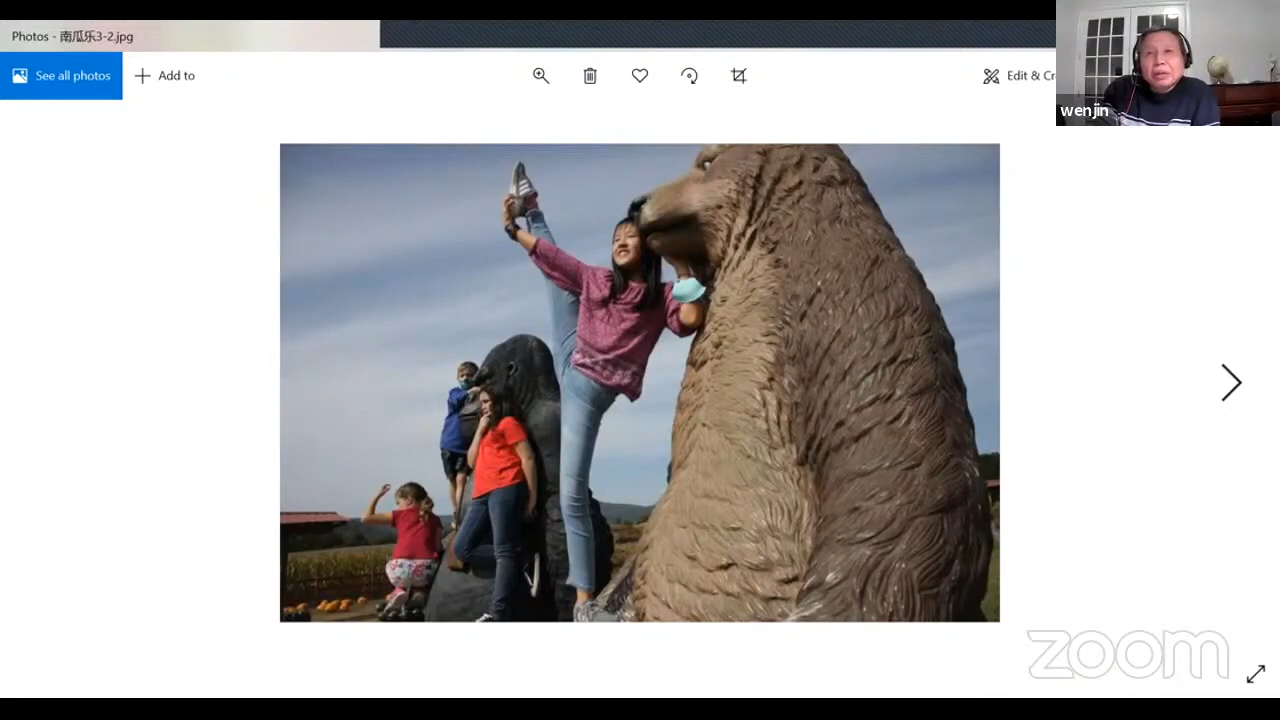 Photos - 南瓜乐3-2.jpg
See all photos
Add to
Edit & Cr
wenjin
zoom